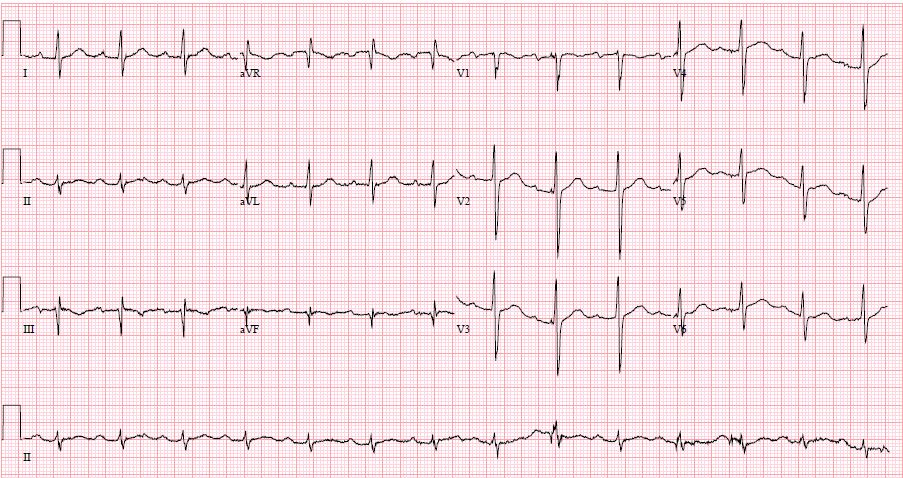 I aVR V1 V4
II aVL V2 V5
III aVF V3 V6
II